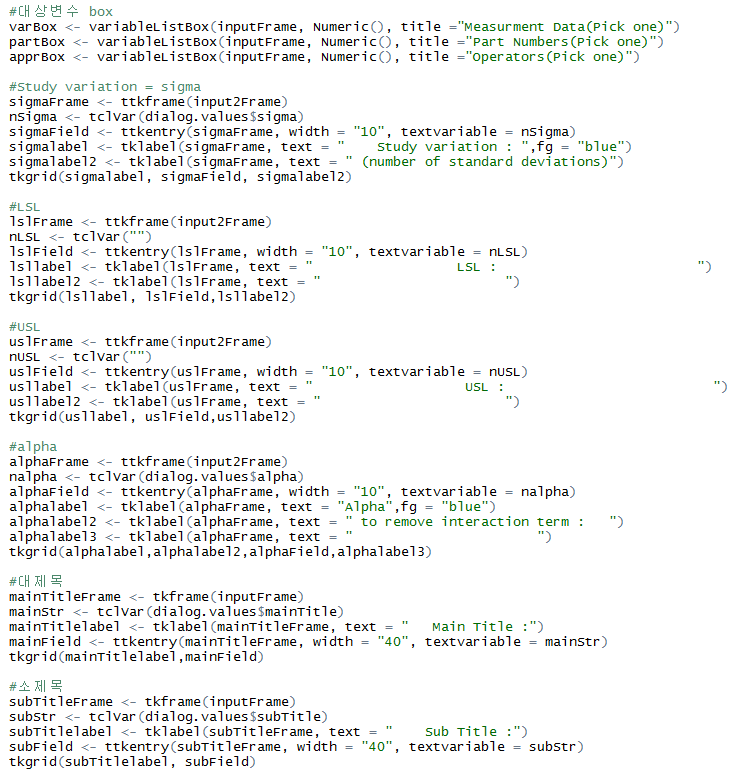 #대상변수 box
varBox <- variableListBox(inputFrame, Numeric(), title ="Measurment Data(Pick one)")
partBox <- variableListBox(inputFrame, Numeric(), title ="Part Numbers(Pick one)")
apprBox <- variableListBox(inputFrame, Numeric(), title ="Operators(Pick one)")

#Study variation = sigma
sigmaFrame <- ttkframe(input2Frame)
nSigma <- tclVar(dialog.values$sigma)
sigmaField <- ttkentry(sigmaFrame, width = "10", textvariable = nSigma)
sigmalabel <- tklabel(sigmaFrame, text = "    Study variation : ",fg = "blue")
sigmalabel2 <- tklabel(sigmaFrame, text = " (number of standard deviations)")
tkgrid(sigmalabel, sigmaField, sigmalabel2)

#LSL
lslFrame <- ttkframe(input2Frame)
nLSL <- tclVar("")
lslField <- ttkentry(lslFrame, width = "10", textvariable = nLSL)
lsllabel <- tklabel(lslFrame, text = "                  LSL :                         ")
lsllabel2 <- tklabel(lslFrame, text = "                       ")
tkgrid(lsllabel, lslField,lsllabel2)

#USL
uslFrame <- ttkframe(input2Frame)
nUSL <- tclVar("")
uslField <- ttkentry(uslFrame, width = "10", textvariable = nUSL)
usllabel <- tklabel(uslFrame, text = "                   USL :                          ")
usllabel2 <- tklabel(uslFrame, text = "                       ")
tkgrid(usllabel, uslField,usllabel2)

#alpha
alphaFrame <- ttkframe(input2Frame)
nalpha <- tclVar(dialog.values$alpha)
alphaField <- ttkentry(alphaFrame, width = "10", textvariable = nalpha)
alphalabel <- tklabel(alphaFrame, text = "Alpha",fg = "blue")
alphalabel2 <- tklabel(alphaFrame, text = " to remove interaction term :   ")
alphalabel3 <- tklabel(alphaFrame, text = "                       ")
tkgrid(alphalabel,alphalabel2,alphaField,alphalabel3)

#대제목
mainTitleFrame <- tkframe(inputFrame)
mainStr <- tclVar(dialog.values$mainTitle)
mainTitlelabel <- tklabel(mainTitleFrame, text = "   Main Title :")
mainField <- ttkentry(mainTitleFrame, width = "40", textvariable = mainStr)
tkgrid(mainTitlelabel,mainField)

#소제목
subTitleFrame <- tkframe(inputFrame)
subStr <- tclVar(dialog.values$subTitle)
subTitlelabel <- tklabel(subTitleFrame, text = "    Sub Title :")
subField <- ttkentry(subTitleFrame, width = "40", textvariable = subStr)
tkgrid(subTitlelabel, subField)